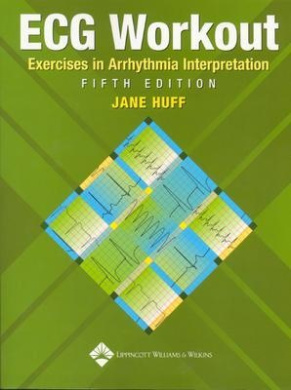 ECG Workout
Exercises in Arrhythmia Interpretation
FIFTH EDITION
JANE HUFF
LIPPINCOTT WILLIAMS & WILKINS